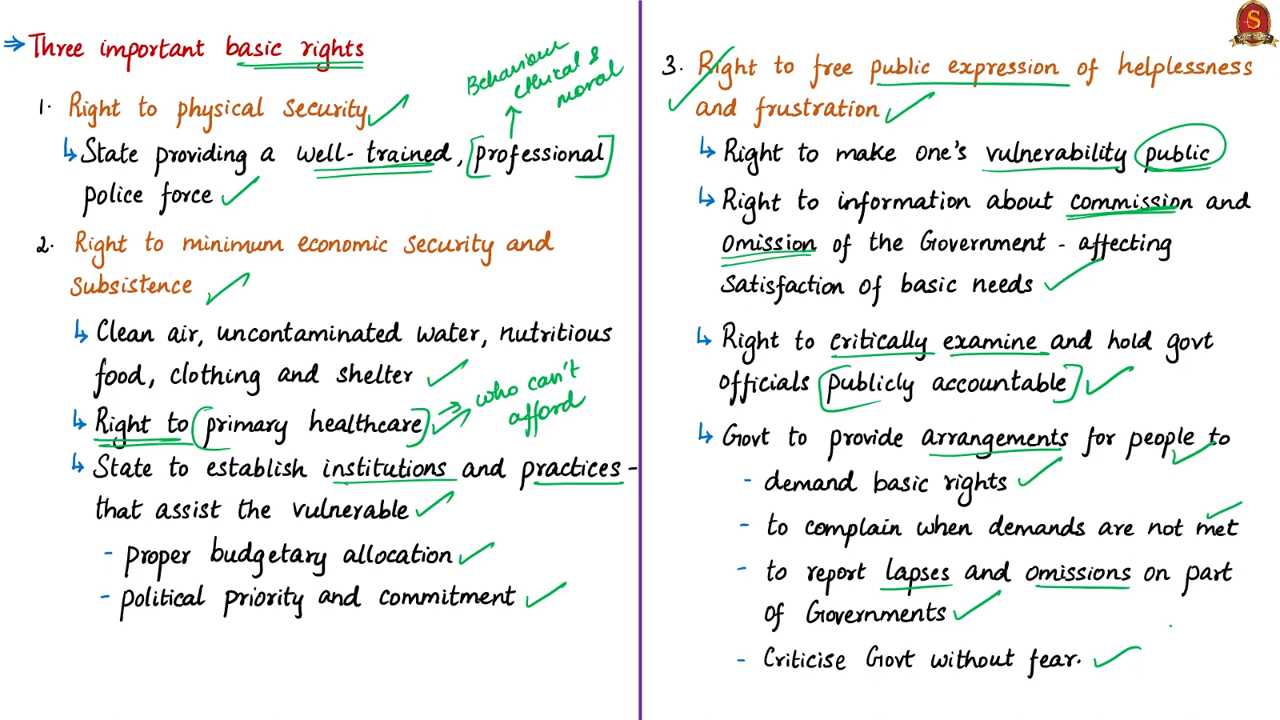 ⇒ Three important basic rights
Behaviour
ethical &
moral
1. Right to physical security
↳ State providing a well-trained, [professional]
police force
2. Right to minimum economic security and
subsistence
↳ Clean air, uncontaminated water, nutritious
food, clothing and shelter
↳ Right to [primary healthcare] ⇒ who can't
afford
↳ State to establish institutions and practices-
that assist the vulnerable
- proper budgetary allocation
- political priority and commitment
3. Right to free public expression of helplessness
and frustration
↳ Right to make one's vulnerability public
↳ Right to information about commission and
omission of the Government - affecting
satisfaction of basic needs
↳ Right to critically examine and hold govt
officials [publicly accountable]
↳ Govt to provide arrangements for people to
- demand basic rights
- to complain when demands are not met
- to report lapses and omissions on part
of Governments
- Criticise Govt without fear.
S